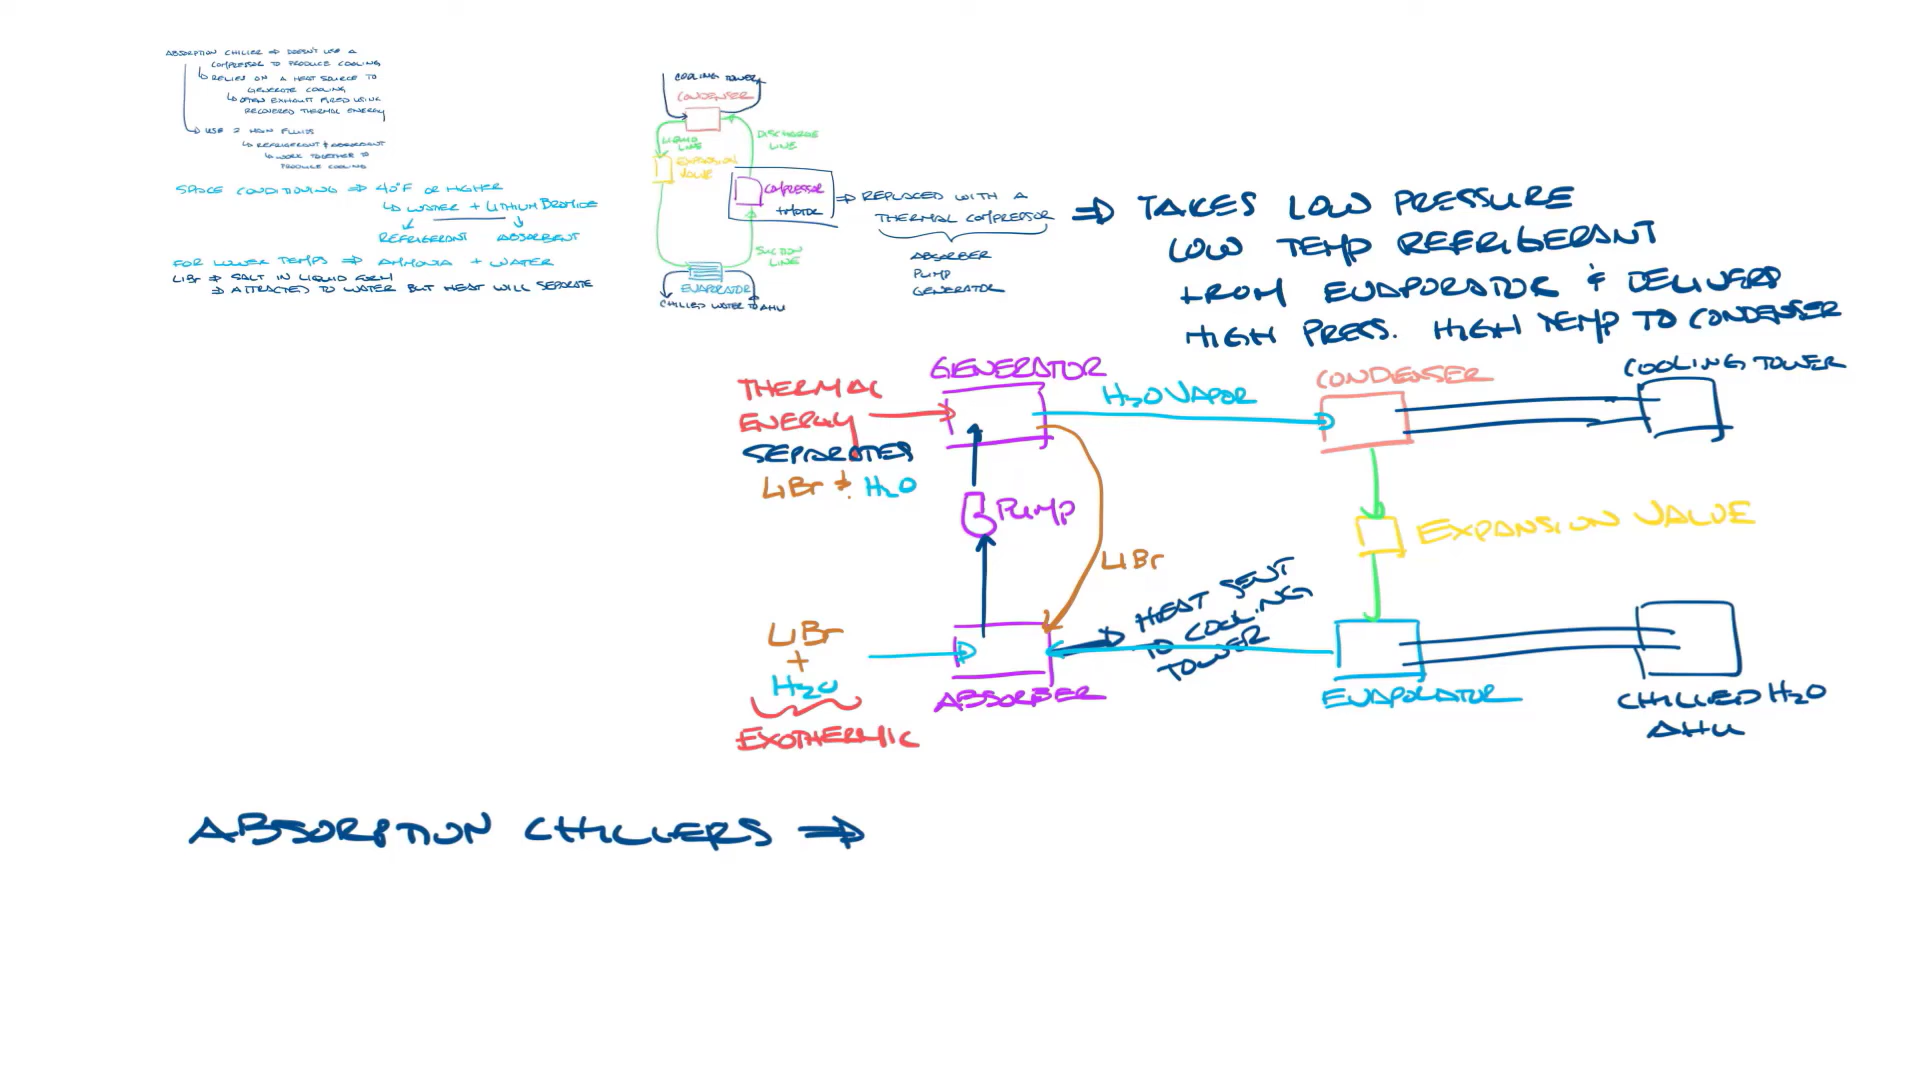 ABSORPTION CHILLER ⇒ DOESN'T USE A
COMPRESSOR TO PRODUCE COOLING
↳ RELIES ON A HEAT SOURCE TO
GENERATE COOLING
↳ OFTEN EXHAUST FIRED USING
RECOVERED THERMAL ENERGY
USE 2 MAIN FLUIDS
↳ REFRIGERANT & ABSORBENT
↳ WORK TOGETHER TO
PRODUCE COOLING
SPACE CONDITIONING ⇒ 40°F OR HIGHER
↳ WATER + LITHIUM BROMIDE
REFRIGERANT ABSORBENT
FOR LOWER TEMPS ⇒ AMMONIA + WATER
LiBr ⇒ SALT IN LIQUID FORM
⇒ ATTRACTED TO WATER BUT HEAT WILL SEPARATE
COOLING TOWER
CONDENSER
LIQUID
LINE
DISCHARGE
LINE
EXPANSION
VALVE
COMPRESSOR
+ MOTOR
SUCTION
LINE
EVAPORATOR
CHILLED WATER TO AHU
⇒ REPLACED WITH A
THERMAL COMPRESSOR
ABSORBER
PUMP
GENERATOR
⇒ TAKES LOW PRESSURE
LOW TEMP REFRIGERANT
FROM EVAPORATOR & DELIVERS
HIGH PRESS. HIGH TEMP TO CONDENSER
THERMAL
ENERGY
SEPARATES
LiBr & H2O
GENERATOR
H2O VAPOR
CONDENSER
COOLING TOWER
PUMP
LiBr
EXPANSION VALUE
HEAT SENT
TO COOLING
TOWER
LiBr
+
H2O
EXOTHERMIC
ABSORBER
EVAPORATOR
CHILLED H2O
AHU
ABSORPTION CHILLERS ⇒